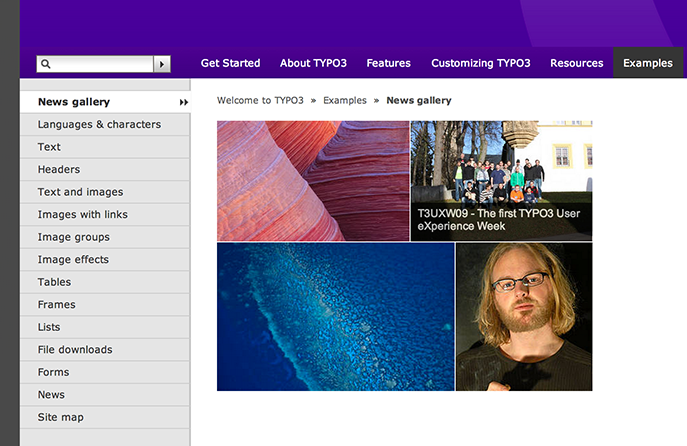 Get Started About TYPO3 Features Customizing TYPO3 Resources Examples
News gallery
Languages & characters
Text
Headers
Text and images
Images with links
Image groups
Image effects
Tables
Frames
Lists
File downloads
Forms
News
Site map
Welcome to TYPO3 » Examples » News gallery
T3UXW09 - The first TYPO3 User
eXperience Week